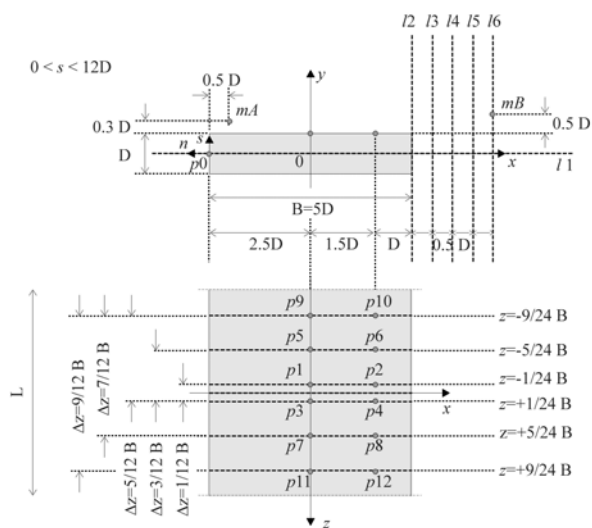 l2 l3 l4 l5 l6
0 < s < 12D
0.5 D
y
mA
mB
0.3 D
0.5 D
D
n
s
p0
0
x
l 1
B=5D
2.5D
1.5D
D
0.5 D
p9
p10
z=-9/24 B
p5
p6
z=-5/24 B
p1
p2
z=-1/24 B
L
x
p3
p4
z=+1/24 B
p7
p8
z=+5/24 B
p11
p12
z=+9/24 B
Δz=9/12 B
Δz=7/12 B
Δz=5/12 B
Δz=3/12 B
Δz=1/12 B
z